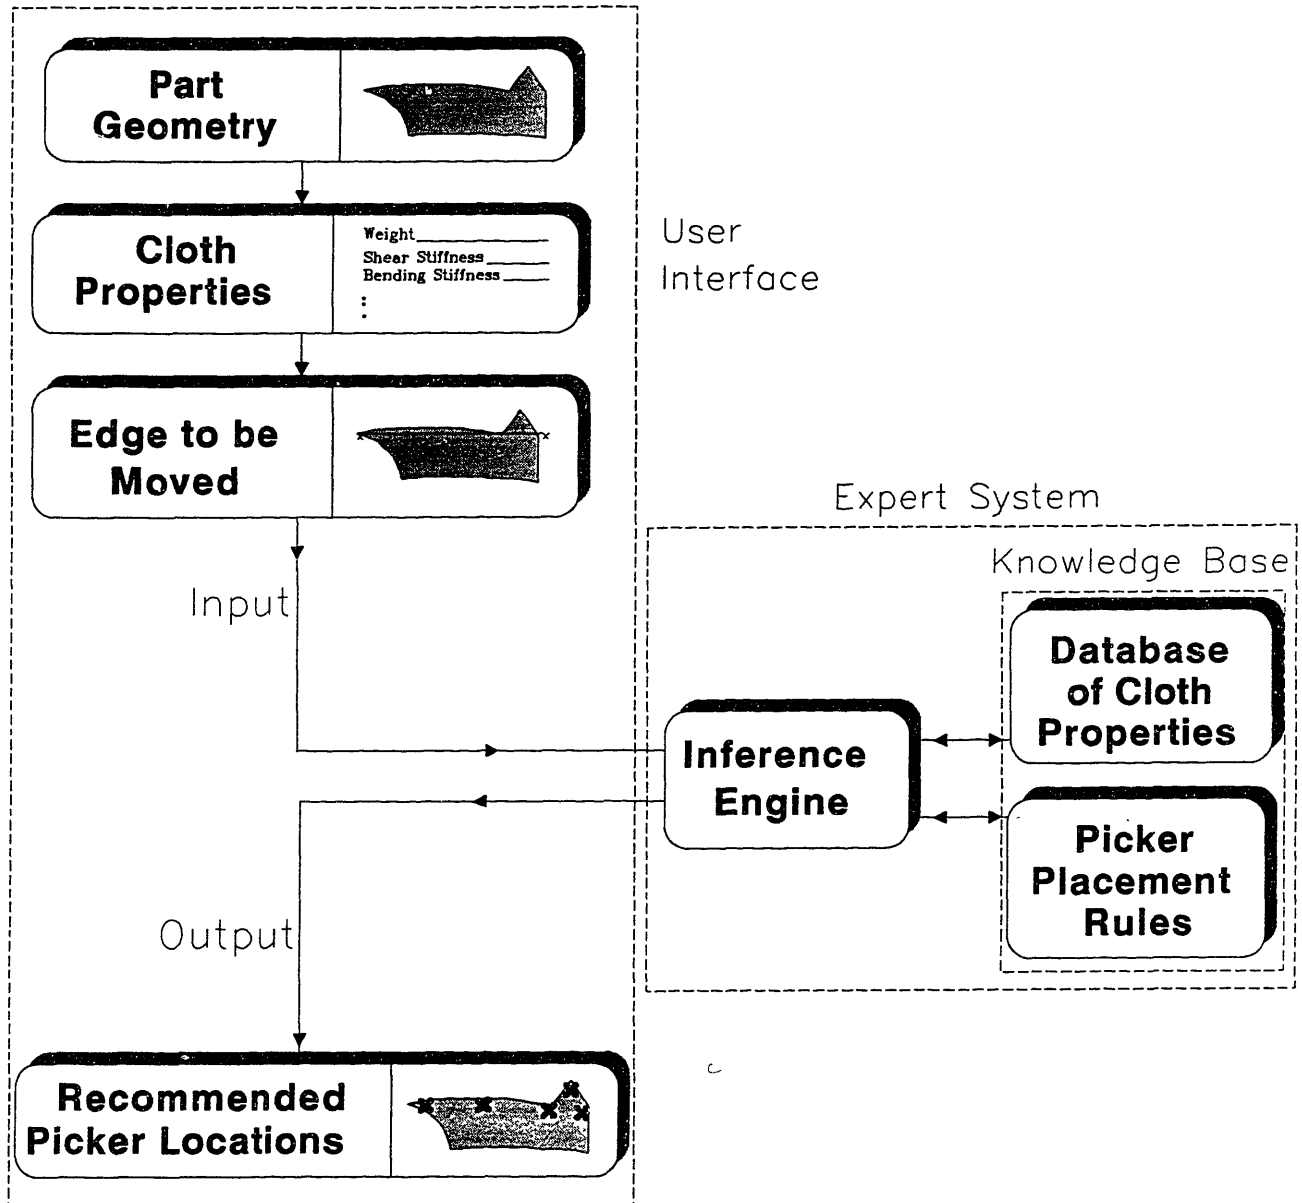 Part
Geometry
Cloth
Properties
Weight
Shear Stiffness
Bending Stiffness
User
Interface
Edge to be
Moved
Input
Expert System
Knowledge Base
Database
of Cloth
Properties
Inference
Engine
Picker
Placement
Rules
Output
Recommended
Picker Locations